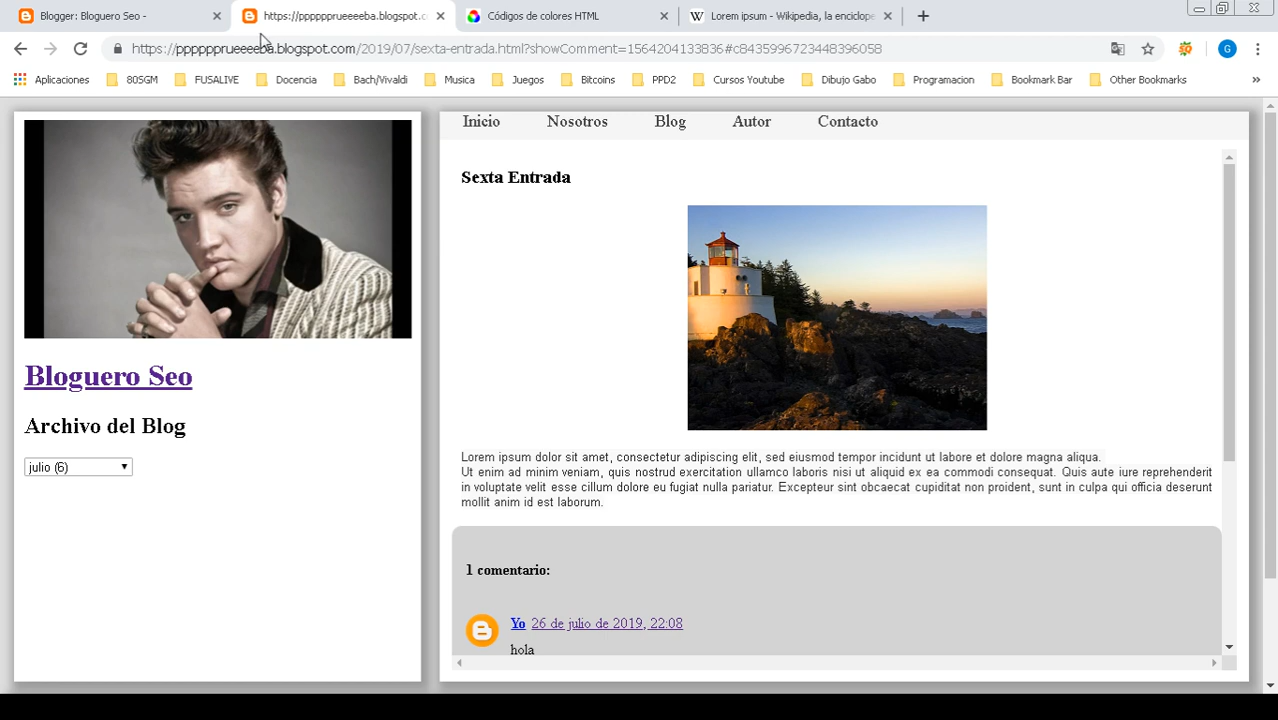 Blogger: Bloguero Seo -
https://ppppppprueeeeba.blogspot.c
Códigos de colores HTML
Lorem ipsum - Wikipedia, la enciclope
https://ppppppprueeeeba.blogspot.com/2019/07/sexta-entrada.html?showComment=1564204133836#c8435996723448396058
G
Aplicaciones 80SGM FUSALIVE Docencia Bach/Vivaldi Musica Juegos Bitcoins PPD2 Cursos Youtube Dibujo Gabo Programacion Bookmark Bar Other Bookmarks »
Inicio Nosotros Blog Autor Contacto
Bloguero Seo
Archivo del Blog
julio (6)
Sexta Entrada
Lorem ipsum dolor sit amet, consectetur adipiscing elit, sed eiusmod tempor incidunt ut labore et dolore magna aliqua.
Ut enim ad minim veniam, quis nostrud exercitation ullamco laboris nisi ut aliquid ex ea commodi consequat. Quis aute iure reprehenderit
in voluptate velit esse cillum dolore eu fugiat nulla pariatur. Excepteur sint obcaecat cupiditat non proident, sunt in culpa qui officia deserunt
mollit anim id est laborum.
1 comentario:
Yo 26 de julio de 2019, 22:08
hola